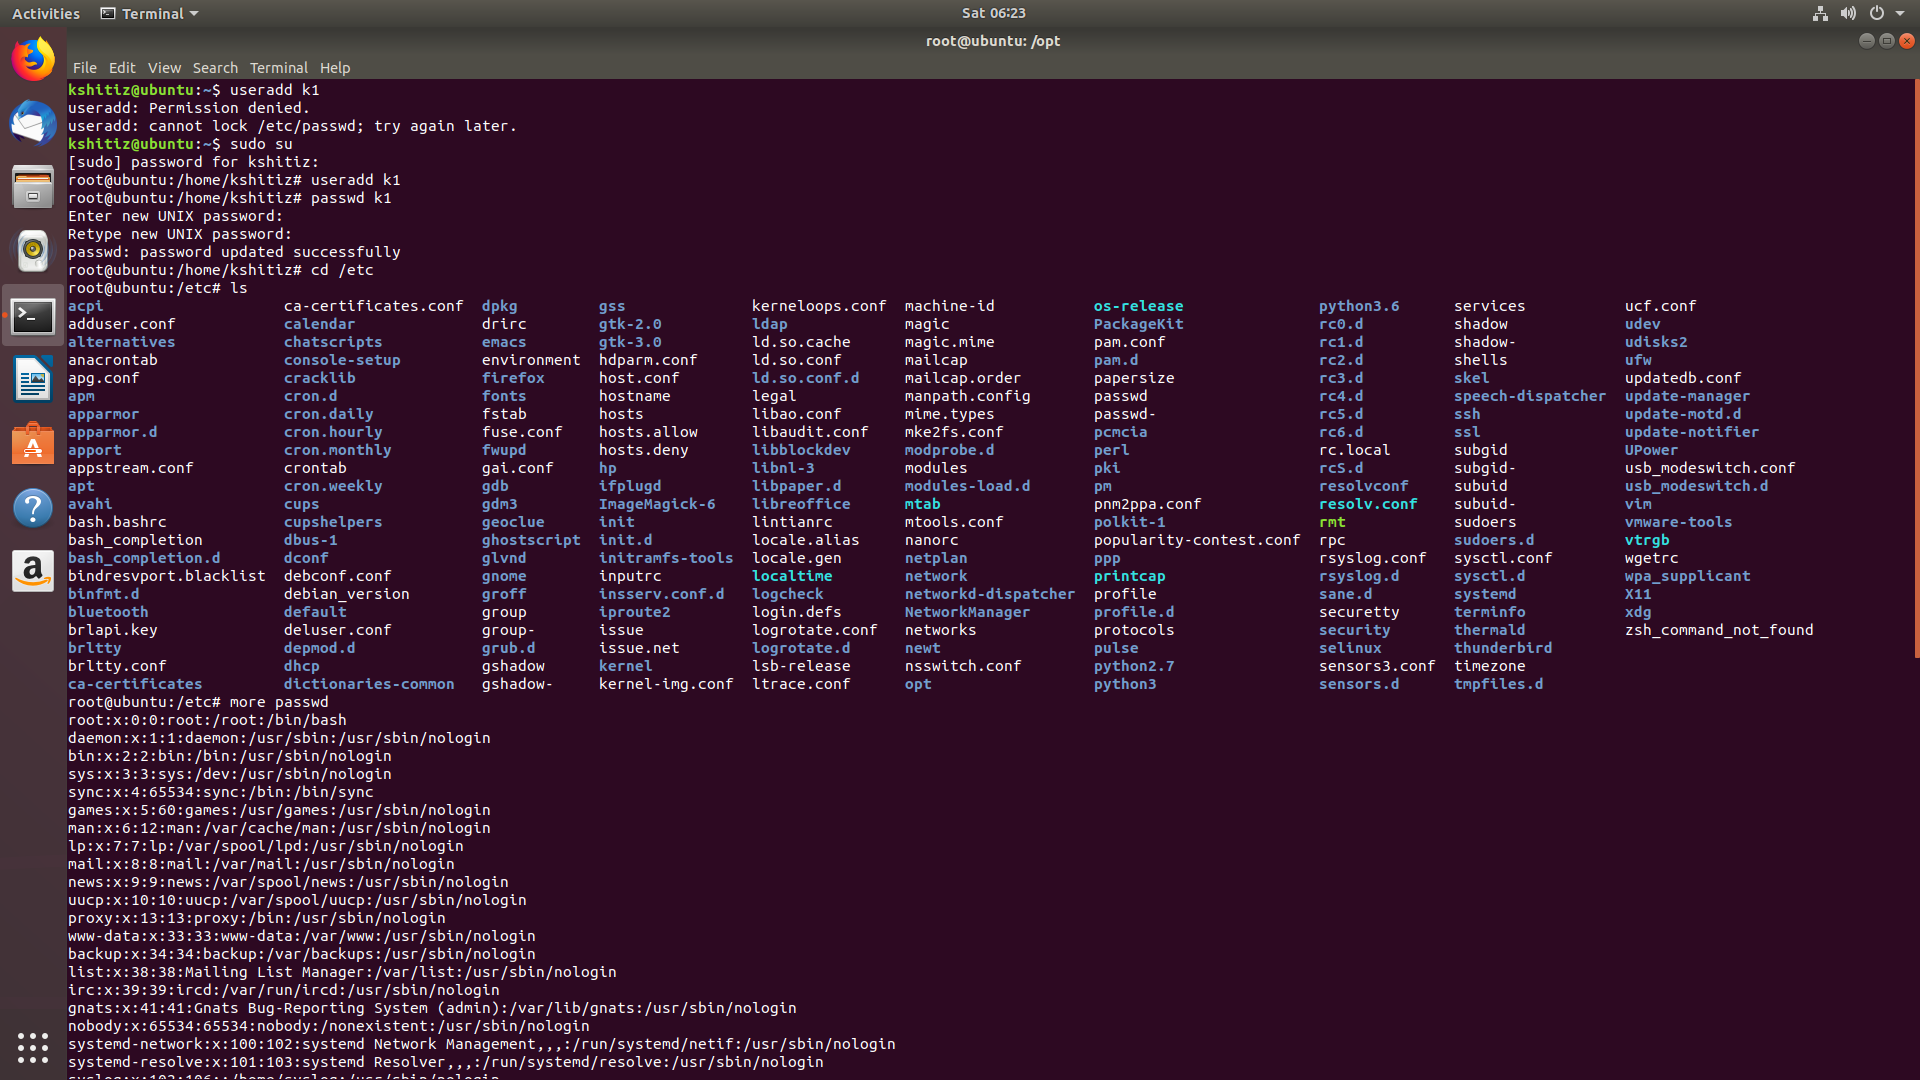 Activities Terminal Sat 06:23
root@ubuntu: /opt
File Edit View Search Terminal Help
kshitiz@ubuntu:~$ useradd k1
useradd: Permission denied.
useradd: cannot lock /etc/passwd; try again later.
kshitiz@ubuntu:~$ sudo su
[sudo] password for kshitiz:
root@ubuntu:/home/kshitiz# useradd k1
root@ubuntu:/home/kshitiz# passwd k1
Enter new UNIX password:
Retype new UNIX password:
passwd: password updated successfully
root@ubuntu:/home/kshitiz# cd /etc
root@ubuntu:/etc# ls
acpi ca-certificates.conf dpkg gss kerneloops.conf machine-id os-release python3.6 services ucf.conf
adduser.conf calendar drirc gtk-2.0 ldap magic PackageKit rc0.d shadow udev
alternatives chatscripts emacs gtk-3.0 ld.so.cache magic.mime pam.conf rc1.d shadow- udisks2
anacrontab console-setup environment hdparm.conf ld.so.conf mailcap pam.d rc2.d shells ufw
apg.conf cracklib firefox host.conf ld.so.conf.d mailcap.order papersize rc3.d skel updatedb.conf
apm cron.d fonts hostname legal manpath.config passwd rc4.d speech-dispatcher update-manager
apparmor cron.daily fstab hosts libao.conf mime.types passwd- rc5.d ssh update-motd.d
apparmor.d cron.hourly fuse.conf hosts.allow libaudit.conf mke2fs.conf pcmcia rc6.d ssl update-notifier
apport cron.monthly fwupd hosts.deny libblockdev modprobe.d perl rc.local subgid UPower
appstream.conf crontab gai.conf hp libnl-3 modules pki rcS.d subgid- usb_modeswitch.conf
apt cron.weekly gdb ifplugd libpaper.d modules-load.d pm resolvconf subuid usb_modeswitch.d
avahi cups gdm3 ImageMagick-6 libreoffice mtab pnm2ppa.conf resolv.conf subuid- vim
bash.bashrc cupshelpers geoclue init lintianrc mtools.conf polkit-1 rmt sudoers vmware-tools
bash_completion dbus-1 ghostscript init.d locale.alias nanorc popularity-contest.conf rpc sudoers.d vtrgb
bash_completion.d dconf glvnd initramfs-tools locale.gen netplan ppp rsyslog.conf sysctl.conf wgetrc
bindresvport.blacklist debconf.conf gnome inputrc localtime network printcap rsyslog.d sysctl.d wpa_supplicant
binfmt.d debian_version groff insserv.conf.d logcheck networkd-dispatcher profile sane.d systemd X11
bluetooth default group iproute2 login.defs NetworkManager profile.d securetty terminfo xdg
brlapi.key deluser.conf group- issue logrotate.conf networks protocols security thermald zsh_command_not_found
brltty depmod.d grub.d issue.net logrotate.d newt pulse selinux thunderbird
brltty.conf dhcp gshadow kernel lsb-release nsswitch.conf python2.7 sensors3.conf timezone
ca-certificates dictionaries-common gshadow- kernel-img.conf ltrace.conf opt python3 sensors.d tmpfiles.d
root@ubuntu:/etc# more passwd
root:x:0:0:root:/root:/bin/bash
daemon:x:1:1:daemon:/usr/sbin:/usr/sbin/nologin
bin:x:2:2:bin:/bin:/usr/sbin/nologin
sys:x:3:3:sys:/dev:/usr/sbin/nologin
sync:x:4:65534:sync:/bin:/bin/sync
games:x:5:60:games:/usr/games:/usr/sbin/nologin
man:x:6:12:man:/var/cache/man:/usr/sbin/nologin
lp:x:7:7:lp:/var/spool/lpd:/usr/sbin/nologin
mail:x:8:8:mail:/var/mail:/usr/sbin/nologin
news:x:9:9:news:/var/spool/news:/usr/sbin/nologin
uucp:x:10:10:uucp:/var/spool/uucp:/usr/sbin/nologin
proxy:x:13:13:proxy:/bin:/usr/sbin/nologin
www-data:x:33:33:www-data:/var/www:/usr/sbin/nologin
backup:x:34:34:backup:/var/backups:/usr/sbin/nologin
list:x:38:38:Mailing List Manager:/var/list:/usr/sbin/nologin
irc:x:39:39:ircd:/var/run/ircd:/usr/sbin/nologin
gnats:x:41:41:Gnats Bug-Reporting System (admin):/var/lib/gnats:/usr/sbin/nologin
nobody:x:65534:65534:nobody:/nonexistent:/usr/sbin/nologin
systemd-network:x:100:102:systemd Network Management,,,:/run/systemd/netif:/usr/sbin/nologin
systemd-resolve:x:101:103:systemd Resolver,,,:/run/systemd/resolve:/usr/sbin/nologin
syslog:x:102:106::/home/syslog:/usr/sbin/nologin